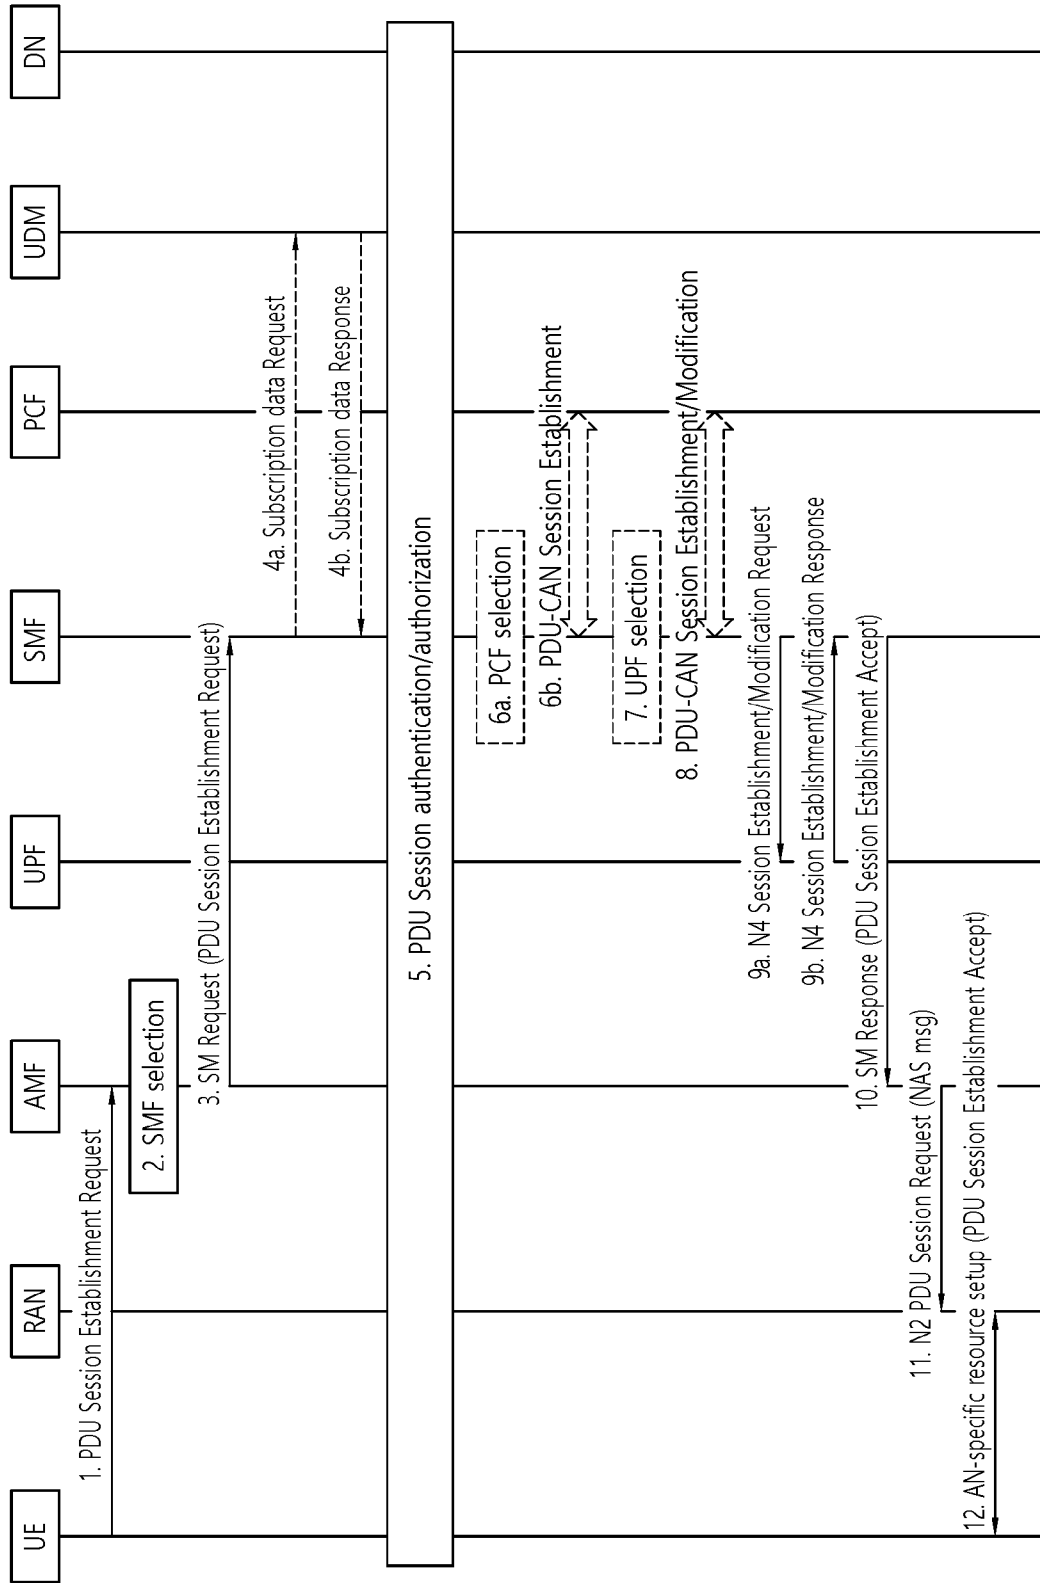 UE
RAN
AMF
UPF
SMF
PCF
UDM
DN
1. PDU Session Establishment Request
2. SMF selection
3. SM Request (PDU Session Establishment Request)
4a. Subscription data Request
4b. Subscription data Response
5. PDU Session authentication/authorization
6a. PCF selection
6b. PDU-CAN Session Establishment
7. UPF selection
8. PDU-CAN Session Establishment/Modification
9a. N4 Session Establishment/Modification Request
9b. N4 Session Establishment/Modification Response
10. SM Response (PDU Session Establishment Accept)
11. N2 PDU Session Request (NAS msg)
12. AN-specific resource setup (PDU Session Establishment Accept)